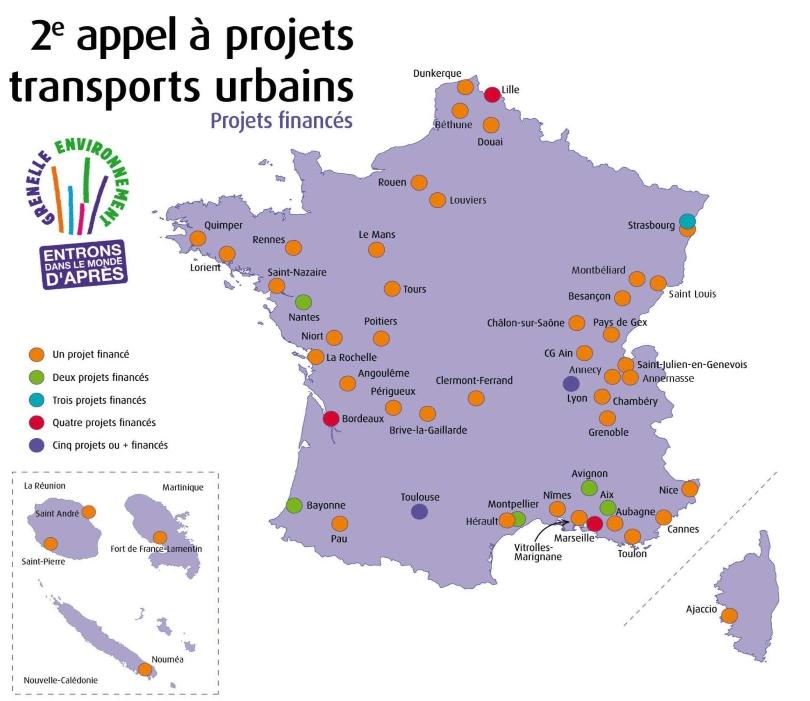 2e appel à projets
transports urbains
Projets financés
GRENELLE ENVIRONNEMENT
ENTRONS
DANS LE MONDE
D'APRÈS
Dunkerque
Lille
Béthune
Douai
Rouen
Louviers
Strasbourg
Quimper
Rennes
Le Mans
Lorient
Saint-Nazaire
Montbéliard
Saint Louis
Besançon
Nantes
Tours
Châlon-sur-Saône
Pays de Gex
Niort
Poitiers
La Rochelle
CG Ain
Saint-Julien-en-Genevois
Annecy
Annemasse
Angoulême
Clermont-Ferrand
Lyon
Chambéry
Périgueux
Bordeaux
Brive-la-Gaillarde
Grenoble
Un projet financé
Deux projets financés
Trois projets financés
Quatre projets financés
Cinq projets ou + financés
Avignon
Nice
Bayonne
Toulouse
Montpellier
Nîmes
Aix
Hérault
Aubagne
Cannes
Pau
Marseille
Vitrolles-
Marignane
Toulon
Ajaccio
La Réunion
Martinique
Saint André
Fort de France-Lamentin
Saint-Pierre
Nouméa
Nouvelle-Calédonie